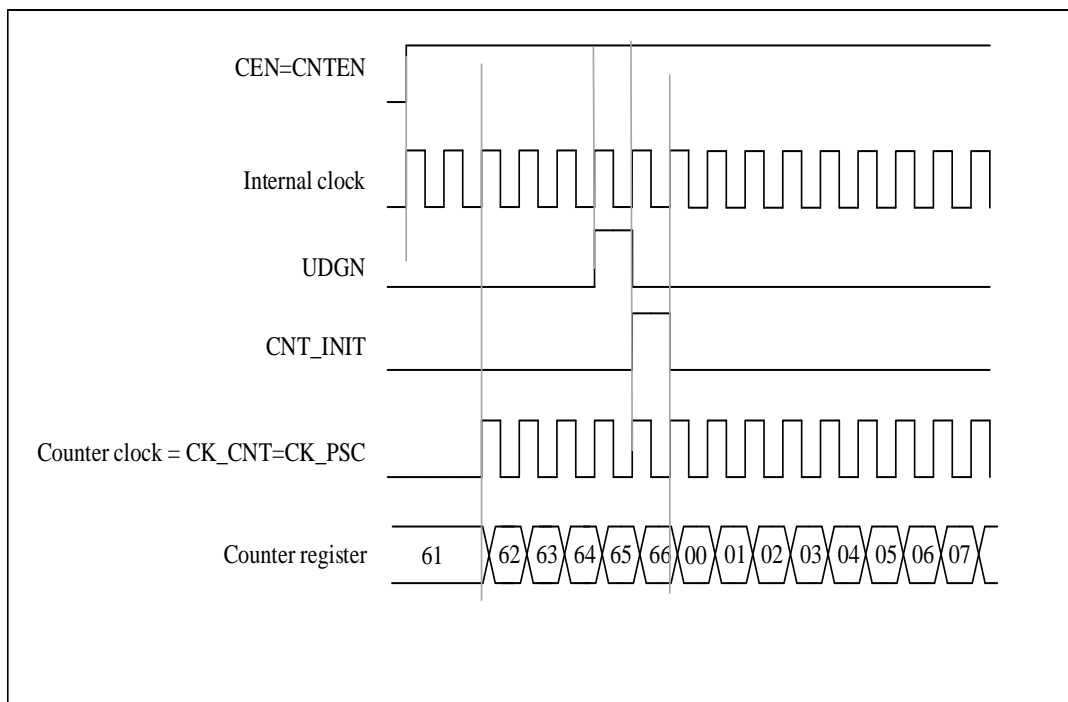 CEN=CNTEN
Internal clock
UDGN
CNT_INIT
Counter clock = CK_CNT=CK_PSC
Counter register 61 62 63 64 65 66 00 01 02 03 04 05 06 07